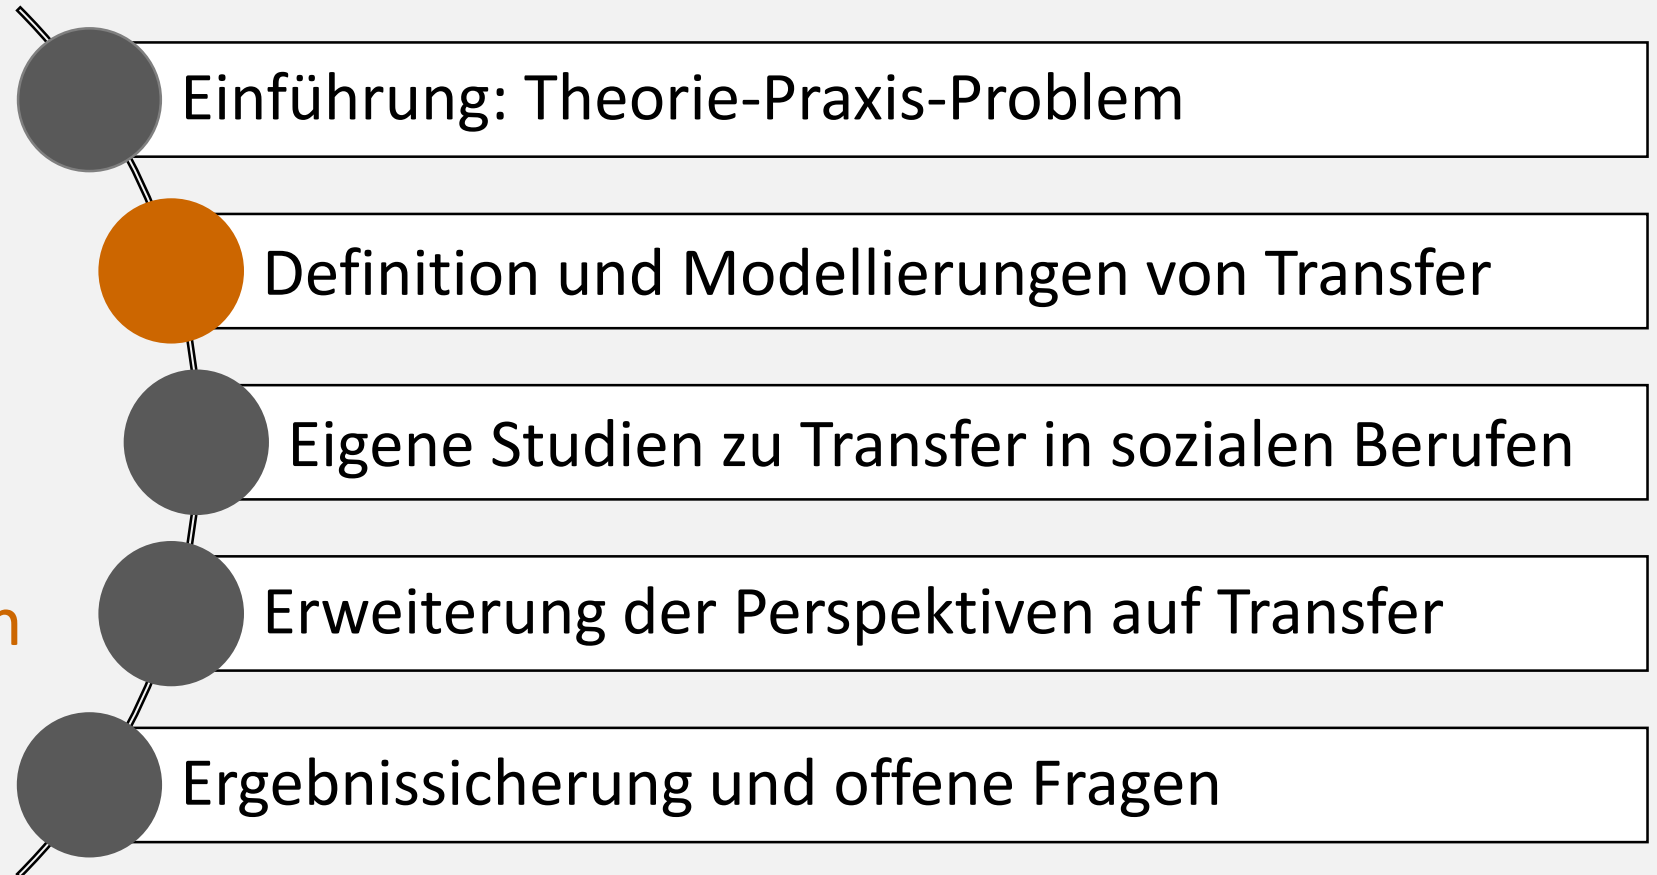 Einführung: Theorie-Praxis-Problem
Definition und Modellierungen von Transfer
Eigene Studien zu Transfer in sozialen Berufen
Erweiterung der Perspektiven auf Transfer
Ergebnissicherung und offene Fragen